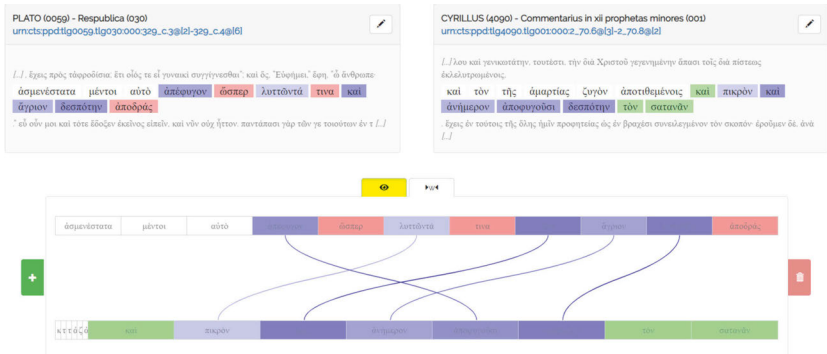 PLATO (0059) - Respublica (030)
urn:cts:ppd:tlg0059.tlg030:000:329_c.3@[2]-329_c.4@[6]
[../]. ἔχεις πρὸς τἀφροδίσια; ἔτι οἷός τε εἶ γυναικὶ συγγίγνεσθαι˙; καὶ ὅς, ˙Εὐφήμει,˙ ἔφη, ˙ὦ ἄνθρωπε·
ἀσμενέστατα μέντοι αὐτὸ ἀπέφυγον ὥσπερ λυττῶντά τινα καὶ
ἄγριον δεσπότην ἀποδράς
.˙ εὖ οὖν μοι καὶ τότε ἔδοξεν ἐκεῖνος εἰπεῖν, καὶ νῦν οὐχ ἧττον. παντάπασι γὰρ τῶν γε τοιούτων ἐν τ [/...]
CYRILLUS (4090) - Commentarius in xii prophetas minores (001)
urn:cts:ppd:tlg4090.tlg001:000:2_70.6@[3]-2_70.8@[2]
[../]λου καὶ γενικωτάτην, τουτέστι, τὴν διὰ Χριστοῦ γεγενημένην ἅπασι τοῖς διὰ πίστεως
ἐκλελυτρωμένοις,
καὶ τὸν τῆς ἁμαρτίας ζυγὸν ἀποτιθεμένοις καὶ πικρὸν καὶ
ἀνήμερον ἀποφυγοῦσι δεσπότην τὸν σατανᾶν
. ἔχεις ἐν τούτοις τῆς ὅλης ἡμῖν προφητείας ὡς ἐν βραχέσι συνειλεγμένον τὸν σκοπόν· ἐροῦμεν δὲ, ἀνὰ
[/...]
ἀσμενέστατα μέντοι αὐτὸ ὥσπερ λυττῶντά τινα ἄγριον ἀποδράς
καὶ πικρὸν ἀνήμερον τὸν σατανᾶν